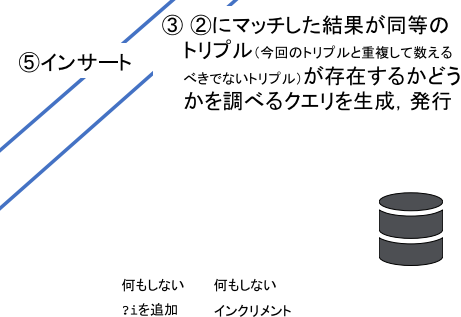 ③ ②にマッチした結果が同等の
トリプル(今回のトリプルと重複して数える
べきでないトリプル)が存在するかどう
かを調べるクエリを生成, 発行
⑤インサート
何もしない 何もしない
?iを追加 インクリメント